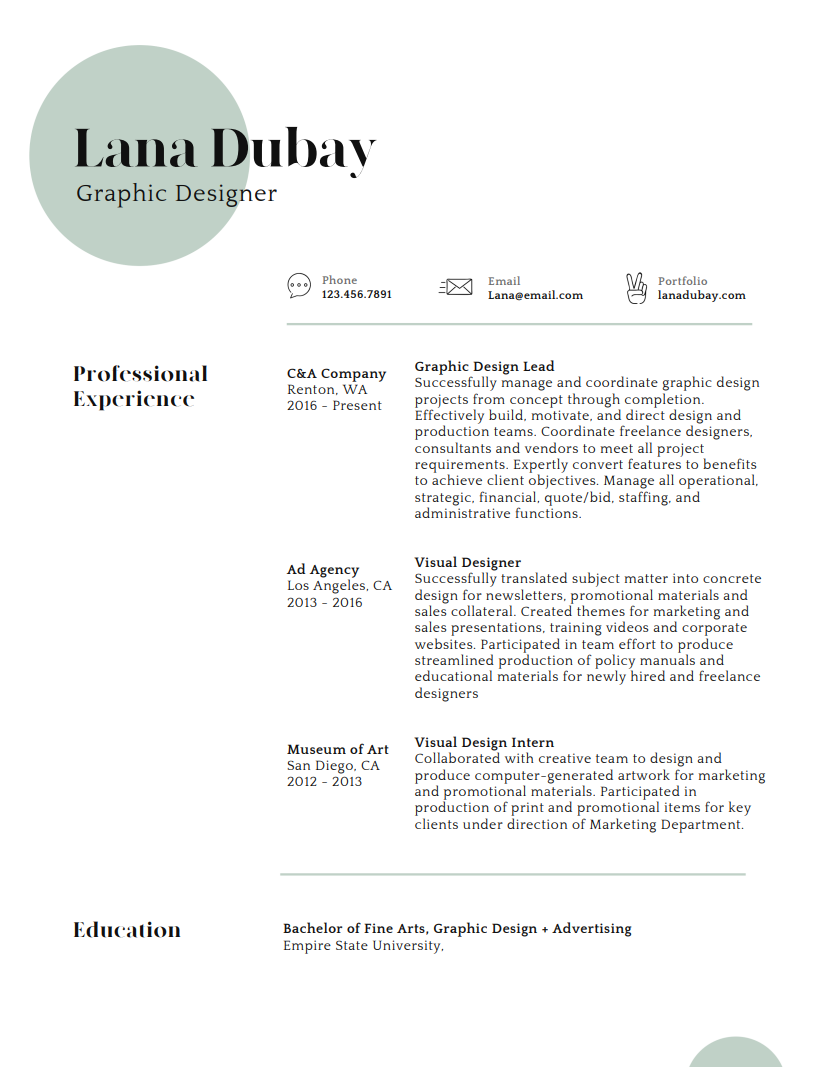 Lana Dubay
Graphic Designer
Phone
123.456.7891
Email
Lana@email.com
Portfolio
lanadubay.com
Professional
Experience
C&A Company
Renton, WA
2016 - Present
Graphic Design Lead
Successfully manage and coordinate graphic design
projects from concept through completion.
Effectively build, motivate, and direct design and
production teams. Coordinate freelance designers,
consultants and vendors to meet all project
requirements. Expertly convert features to benefits
to achieve client objectives. Manage all operational,
strategic, financial, quote/bid, staffing, and
administrative functions.
Ad Agency
Los Angeles, CA
2013 - 2016
Visual Designer
Successfully translated subject matter into concrete
design for newsletters, promotional materials and
sales collateral. Created themes for marketing and
sales presentations, training videos and corporate
websites. Participated in team effort to produce
streamlined production of policy manuals and
educational materials for newly hired and freelance
designers
Museum of Art
San Diego, CA
2012 - 2013
Visual Design Intern
Collaborated with creative team to design and
produce computer-generated artwork for marketing
and promotional materials. Participated in
production of print and promotional items for key
clients under direction of Marketing Department.
Education
Bachelor of Fine Arts, Graphic Design + Advertising
Empire State University,